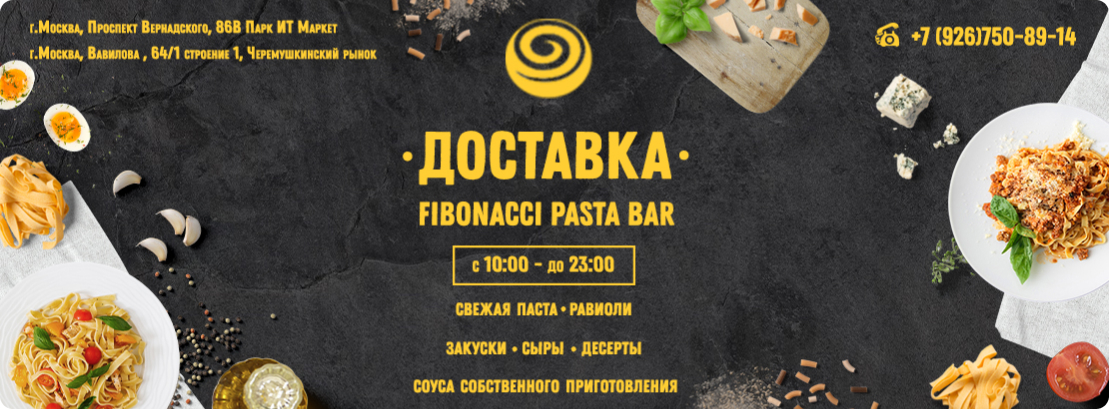 г.Москва, Проспект Вернадского, 86В Парк ИТ Маркет
г.Москва, Вавилова , 64/1 строение 1, Черемушкинский рынок
+7 (926)750-89-14
• ДОСТАВКА •
FIBONACCI PASTA BAR
с 10:00 - до 23:00
СВЕЖАЯ ПАСТА • РАВИОЛИ
ЗАКУСКИ • СЫРЫ • ДЕСЕРТЫ
СОУСА СОБСТВЕННОГО ПРИГОТОВЛЕНИЯ